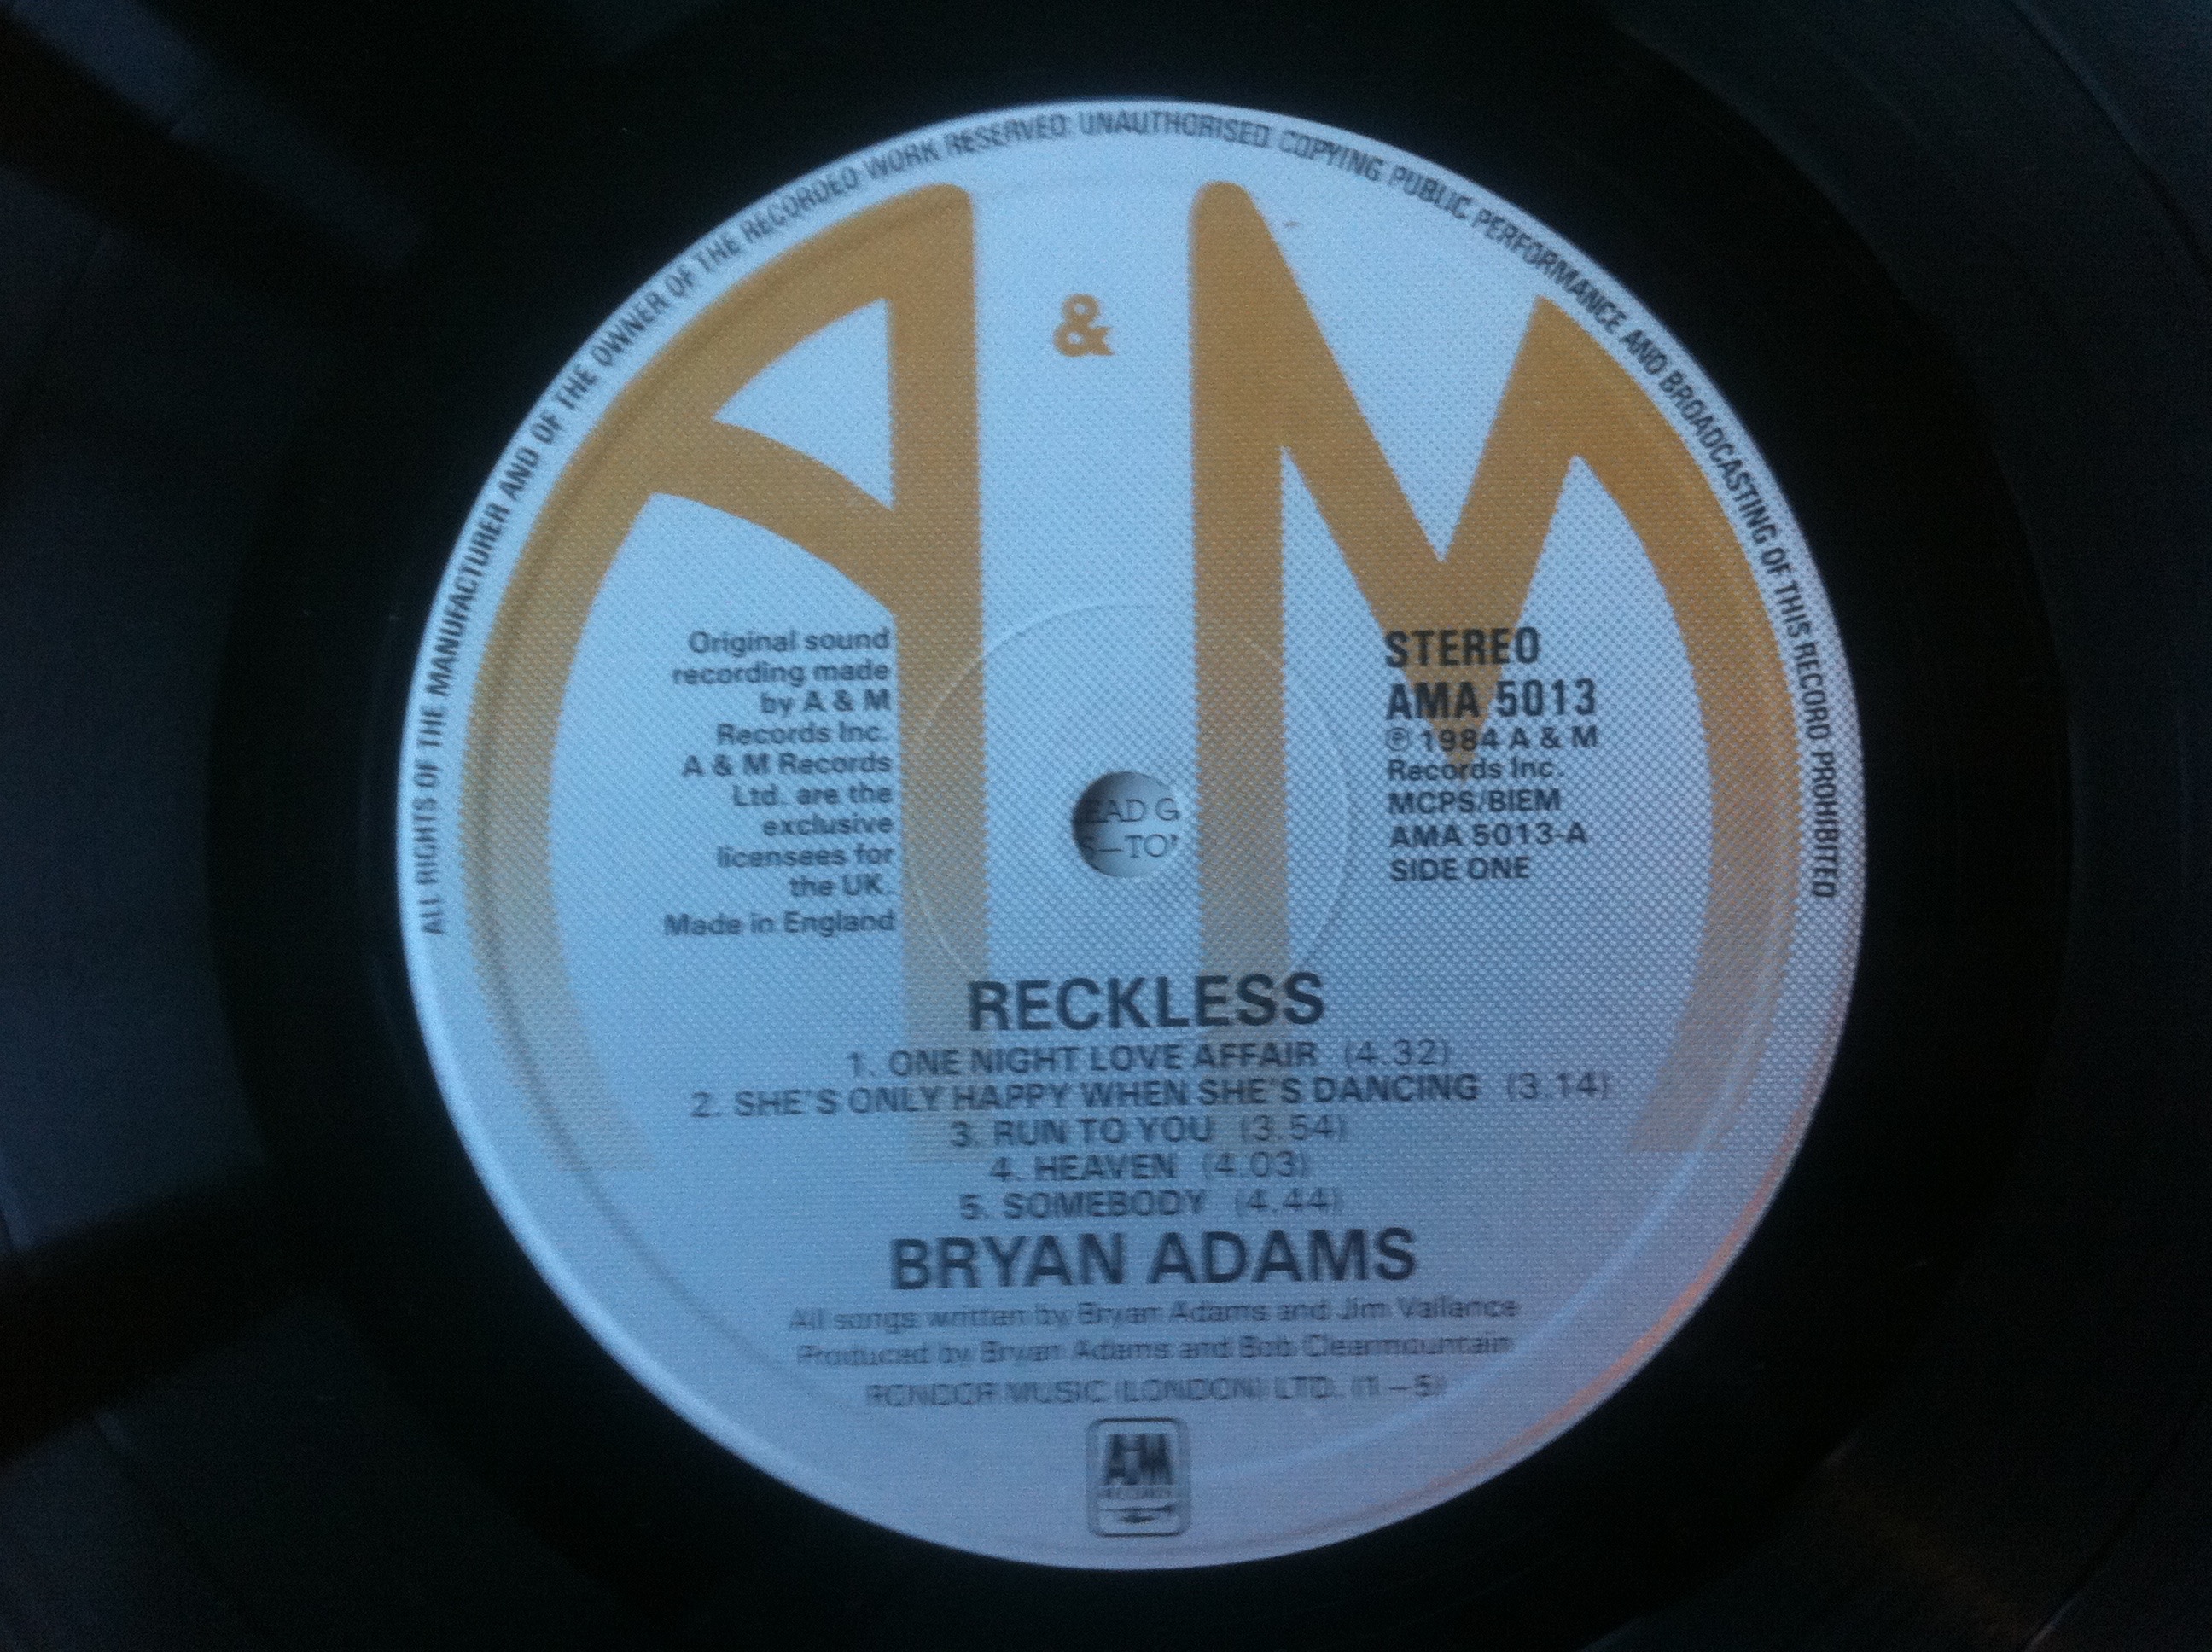 ALL RIGHTS OF THE MANUFACTURER AND OF THE OWNER OF THE RECORDED WORK RESERVED. UNAUTHORISED COPYING PUBLIC PERFORMANCE AND BROADCASTING OF THIS RECORD PROHIBITED
A & M
Original sound
recording made
by A & M
Records Inc.
A & M Records
Ltd. are the
exclusive
licensees for
the UK.
Made in England
STEREO
AMA 5013
℗ 1984 A & M
Records Inc.
MCPS/BIEM
AMA 5013-A
SIDE ONE
EAD G
S—TO
RECKLESS
1. ONE NIGHT LOVE AFFAIR (4.32)
2. SHE'S ONLY HAPPY WHEN SHE'S DANCING (3.14)
3. RUN TO YOU (3.54)
4. HEAVEN (4.03)
5. SOMEBODY (4.44)
BRYAN ADAMS
All songs written by Bryan Adams and Jim Vallance
Produced by Bryan Adams and Bob Clearmountain
RONDOR MUSIC (LONDON) LTD. (1–5)
A&M
RECORDS